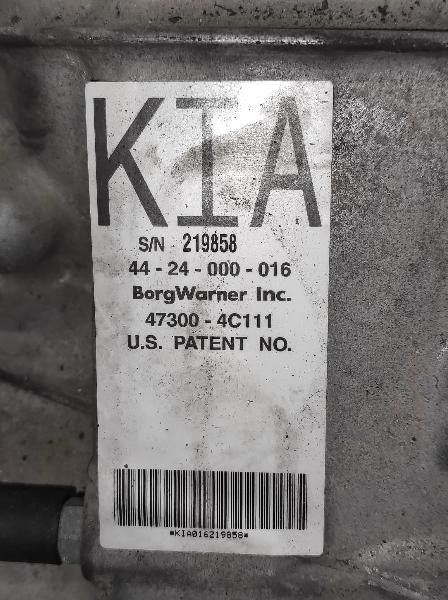 KIA
S/N 219858
44 - 24 - 000 - 016
BorgWarner Inc.
47300 - 4C111
U.S. PATENT NO.
*KIA016219858*